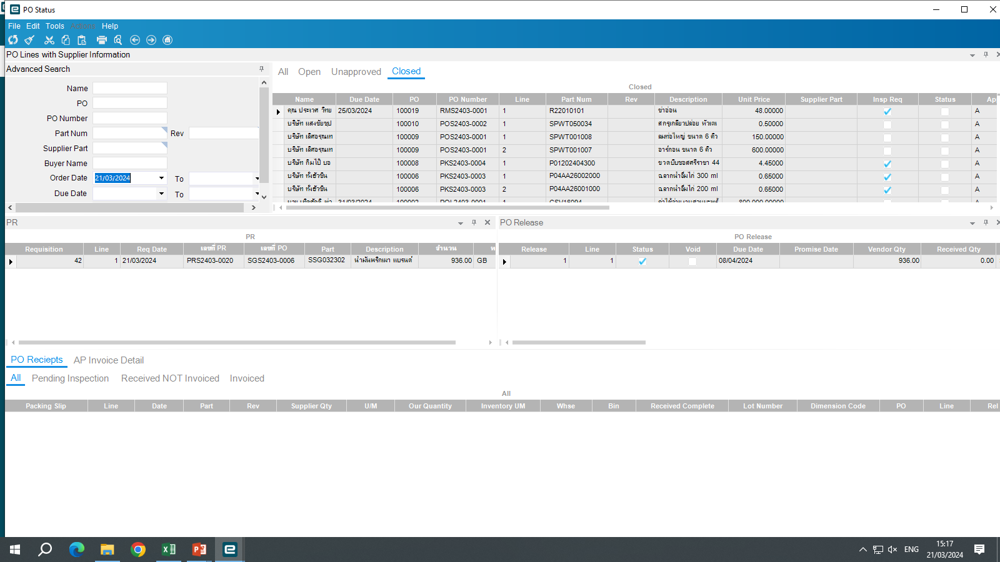 PO Status
File Edit Tools Actions Help
PO Lines with Supplier Information
Advanced Search
Name
PO
PO Number
Part Num
Rev
Supplier Part
Buyer Name
Order Date 21/03/2024 To
Due Date To
All Open Unapproved Closed
Closed
Name Due Date PO PO Number Line Part Num Rev Description Unit Price Supplier Part Insp Req Status Ap
คุณ ประเวศ วิทย 25/03/2024 100019 RMS2403-0001 1 R22010101 ข่าอ่อน 48.00000 A
บริษัท แสงชัยชุป 100010 POS2403-0002 1 SPWT050034 สกรูเกลียวปล่อย หัวเตเ 0.50000 A
บริษัท เลิศอรุณเท 100009 POS2403-0001 1 SPWT001008 ลมท่อใหญ่ ขนาด 6 คิว 150.00000 A
บริษัท เลิศอรุณเท 100009 POS2403-0001 2 SPWT001007 อาร์กอน ขนาด 6 คิว 600.00000 A
บริษัท กิมไป๊ บอ 100008 PKS2403-0004 1 P01202404300 ขวดบีบซอสศรีราชา 44 4.45000 A
บริษัท ทั่งฮั่วซิน 100006 PKS2403-0003 1 P04AA26002000 ฉลากน้ำจิ้มไก่ 300 ml 0.65000 A
บริษัท ทั่งฮั่วซิน 100006 PKS2403-0003 2 P04AA26001000 ฉลากน้ำจิ้มไก่ 200 ml 0.65000 A
31/03/2024 100002 1 800,000.00000 A
PR
PR
Requisition Line Req Date เลขที่ PR เลขที่ PO Part Description จำนวน ห
42 1 21/03/2024 PRS2403-0020 SGS2403-0006 SSG032302 น้ำมันพริกเผา แบรนด์ 936.00 GB
PO Release
PO Release
Release Line Status Void Due Date Promise Date Vendor Qty Received Qty
1 1 08/04/2024 936.00 0.00
PO Reciepts AP Invoice Detail
All Pending Inspection Received NOT Invoiced Invoiced
All
Packing Slip Line Date Part Rev Supplier Qty U/M Our Quantity Inventory UM Whse Bin Received Complete Lot Number Dimension Code PO Line Rel
ENG
15:17
21/03/2024